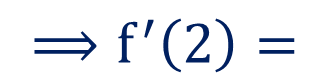 ⟹ f′(2) =